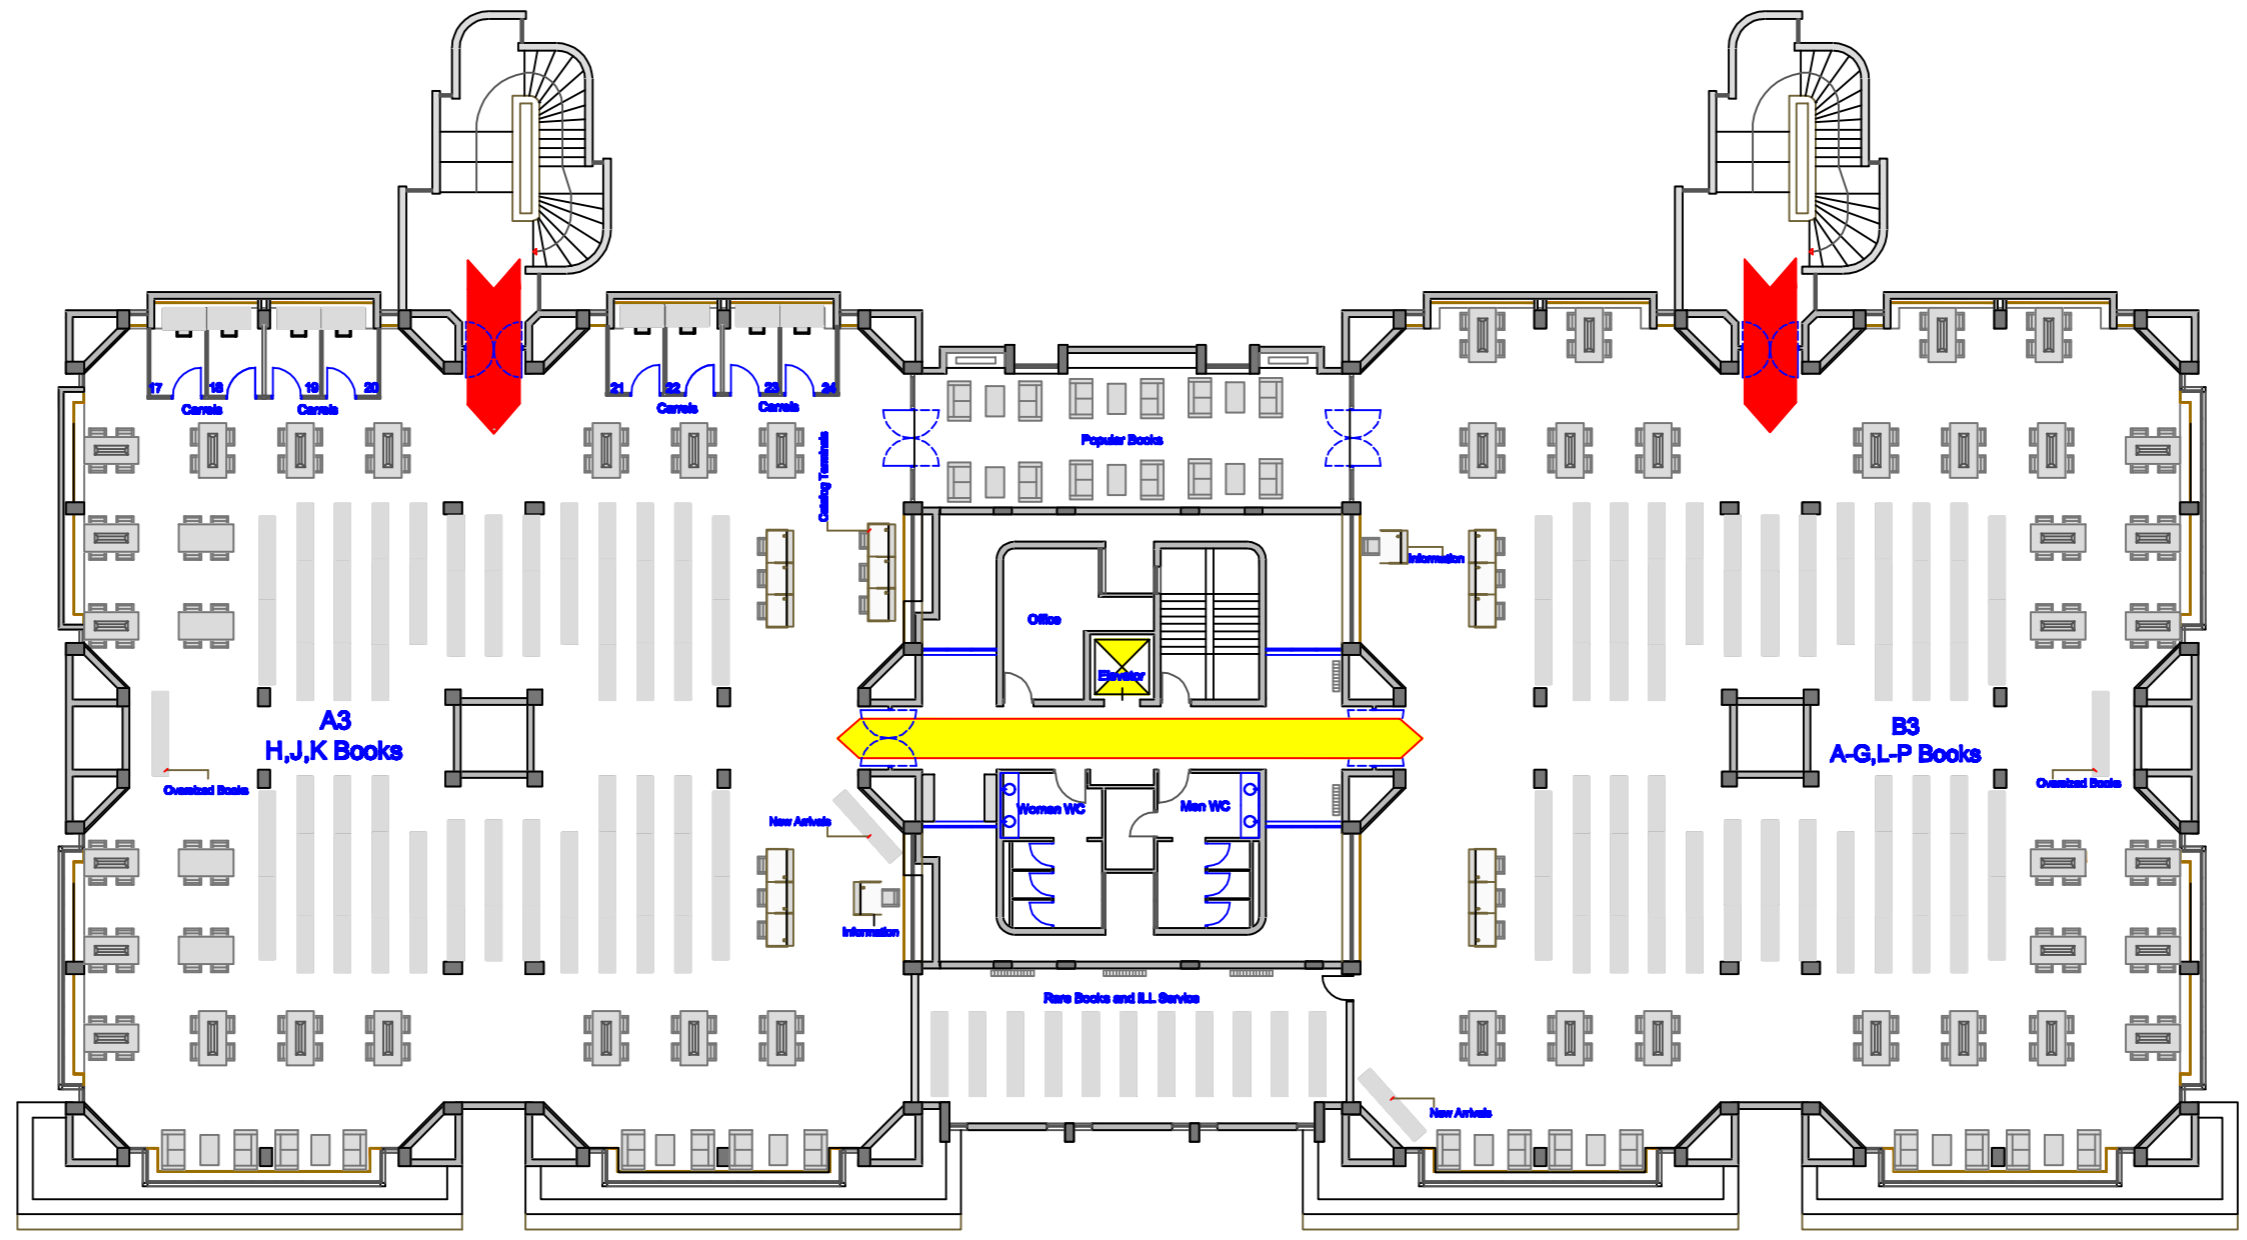 17
18
19
20
21
22
23
24
Carrels
Carrels
Carrels
Carrels
Catalog Terminals
Popular Books
Information
Office
Elevator
A3
H,J,K Books
B3
A-G,L-P Books
Oversized Books
Oversized Books
New Arrivals
Women WC
Men WC
Information
Rare Books and ILL Service
New Arrivals